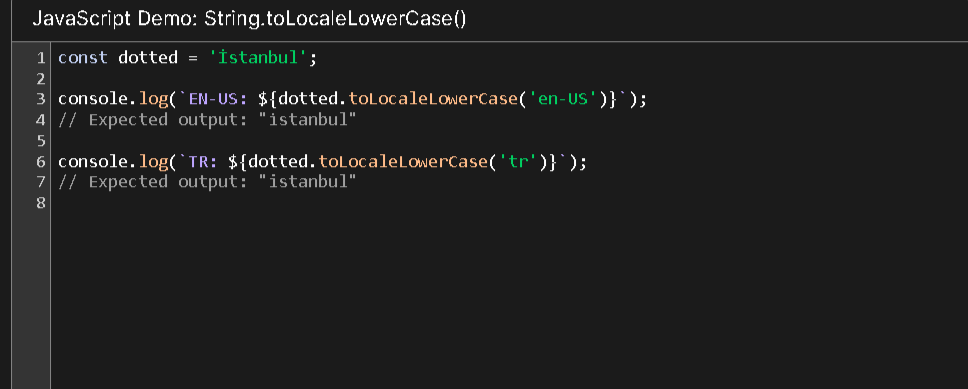 JavaScript Demo: String.toLocaleLowerCase()
1 const dotted = 'İstanbul';
2
3 console.log(`EN-US: ${dotted.toLocaleLowerCase('en-US')}`);
4 // Expected output: "i̇stanbul"
5
6 console.log(`TR: ${dotted.toLocaleLowerCase('tr')}`);
7 // Expected output: "istanbul"
8